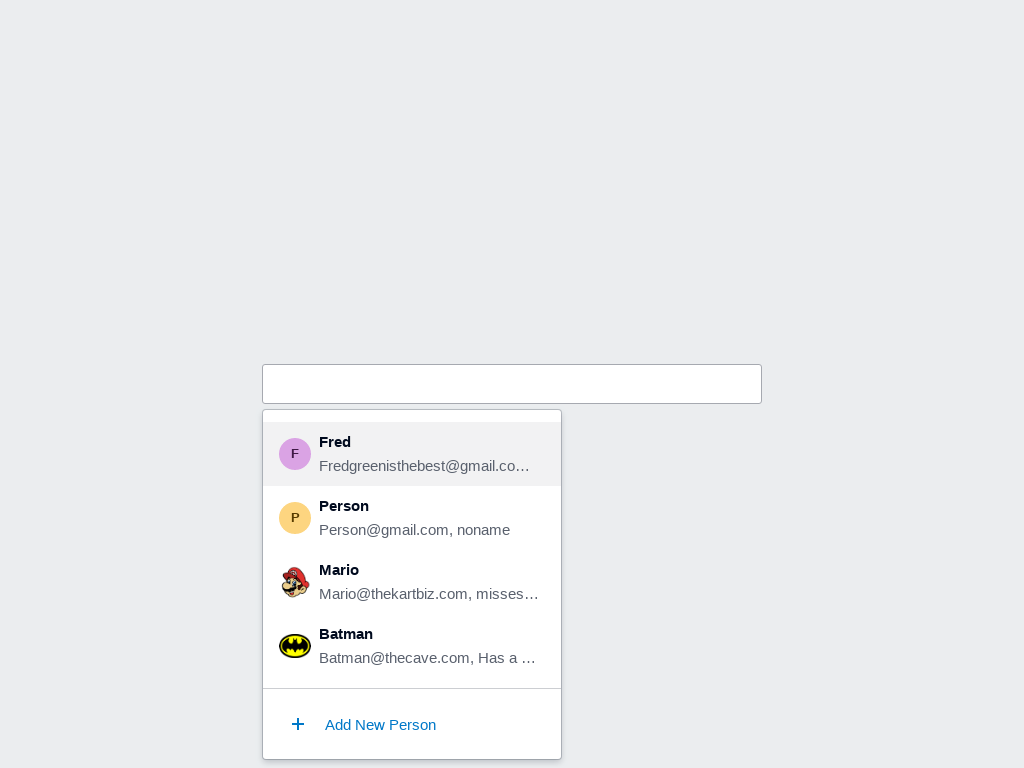 F
Fred
Fredgreenisthebest@gmail.co…
P
Person
Person@gmail.com, noname
Mario
Mario@thekartbiz.com, misses…
Batman
Batman@thecave.com, Has a …
Add New Person